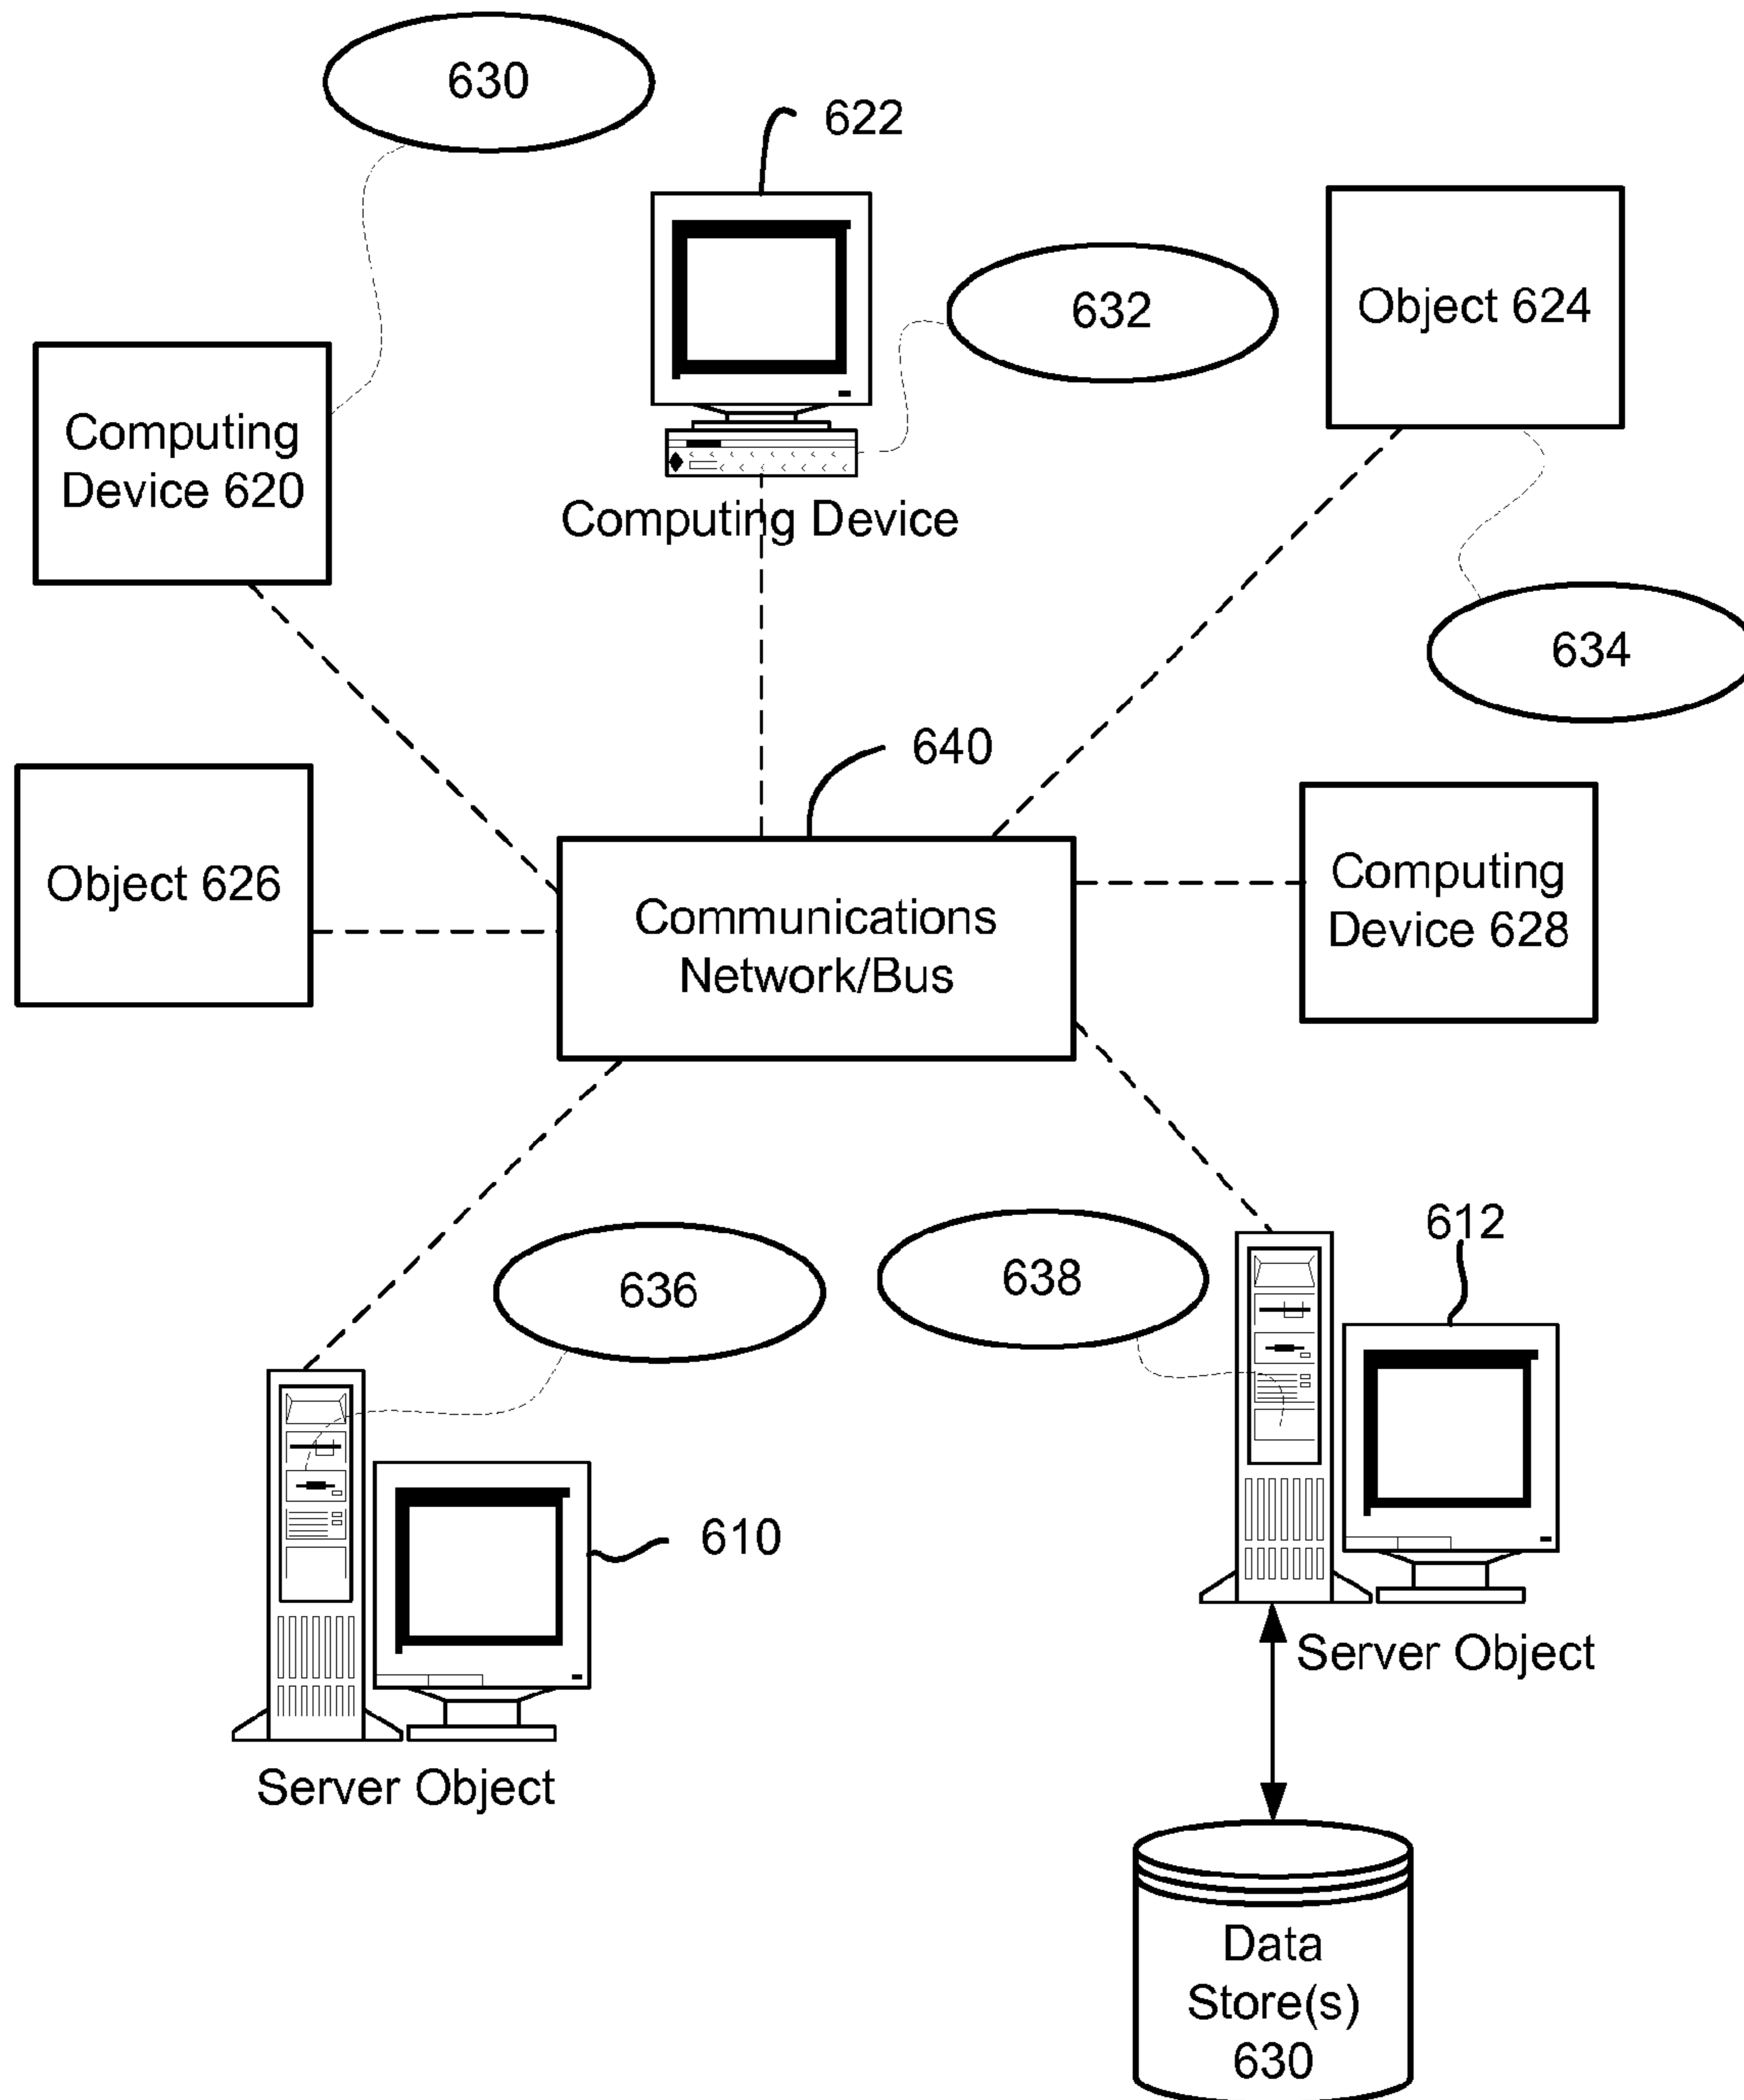 630
622
632
Object 624
Computing
Device 620
Computing Device
634
640
Object 626
Communications
Network/Bus
Computing
Device 628
636
638
612
610
Server Object
Server Object
Data
Store(s)
630